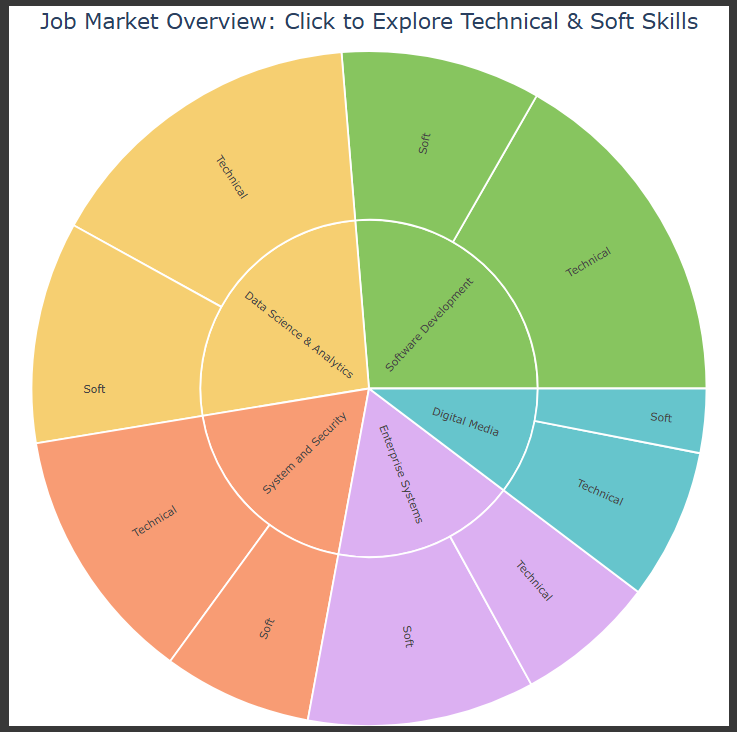 Job Market Overview: Click to Explore Technical & Soft Skills
Soft
Technical
Technical
Software Development
Data Science & Analytics
Soft
Digital Media
Soft
System and Security
Enterprise Systems
Technical
Technical
Technical
Soft
Soft